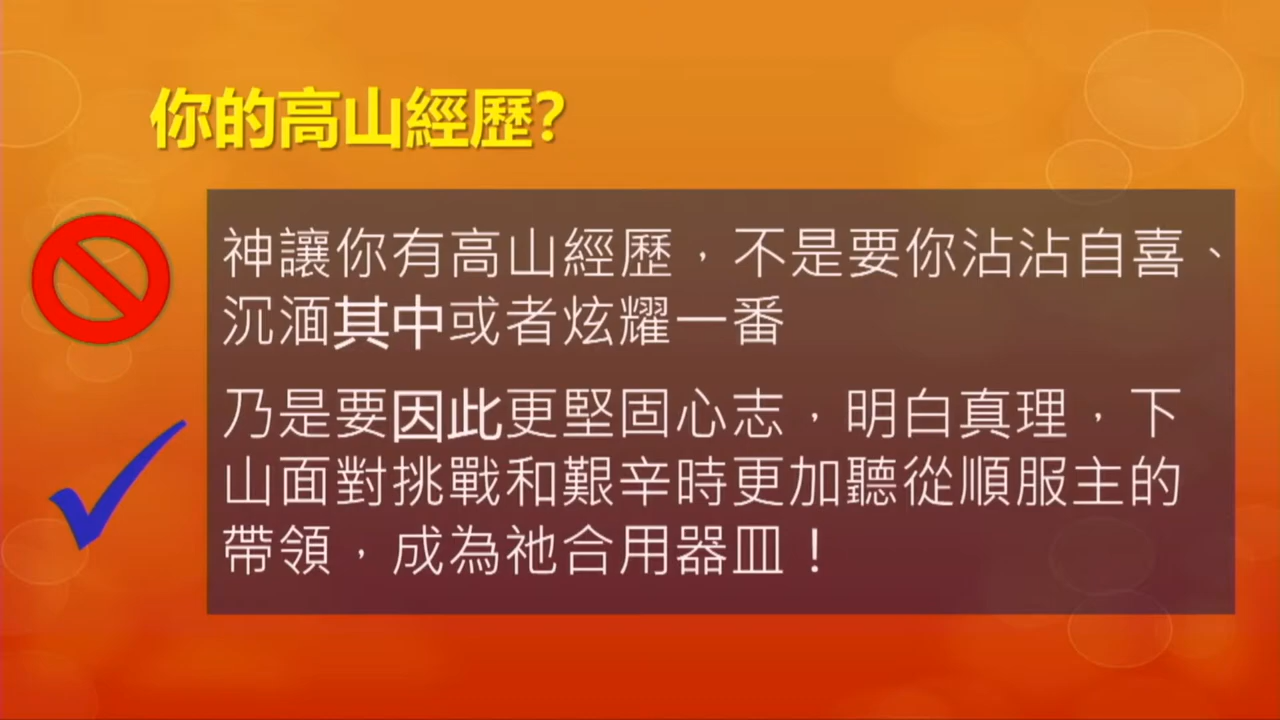 你的高山經歷?
神讓你有高山經歷，不是要你沾沾自喜、
沉湎其中或者炫耀一番
乃是要因此更堅固心志，明白真理，下
山面對挑戰和艱辛時更加聽從順服主的
帶領，成為祂合用器皿！